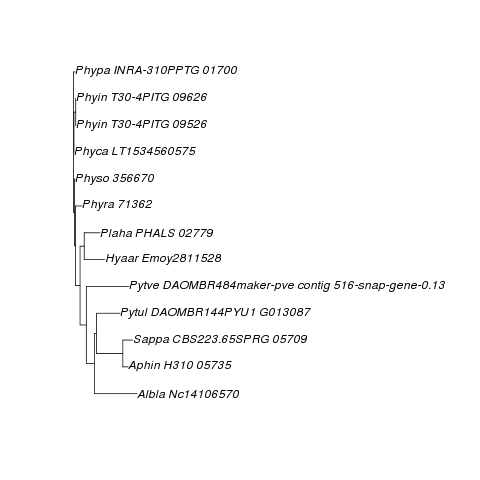 Phypa INRA-310PPTG 01700
Phyin T30-4PITG 09626
Phyin T30-4PITG 09526
Phyca LT1534560575
Physo 356670
Phyra 71362
Plaha PHALS 02779
Hyaar Emoy2811528
Pytve DAOMBR484maker-pve contig 516-snap-gene-0.13
Pytul DAOMBR144PYU1 G013087
Sappa CBS223.65SPRG 05709
Aphin H310 05735
Albla Nc14106570